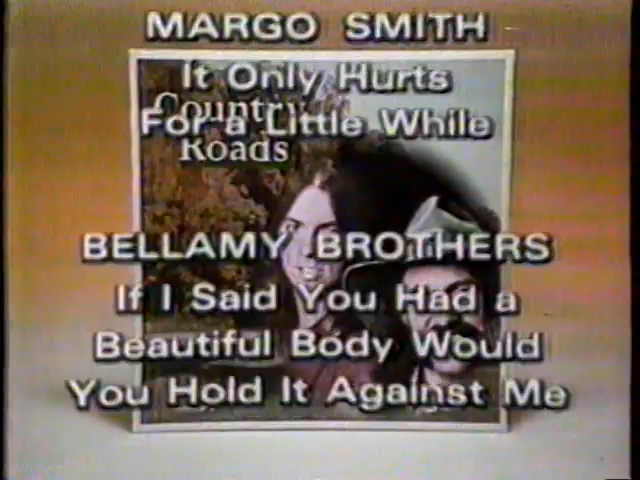 MARGO SMITH
It Only Hurts
For a Little While
Country
Roads
BELLAMY BROTHERS
If I Said You Had a
Beautiful Body Would
You Hold It Against Me